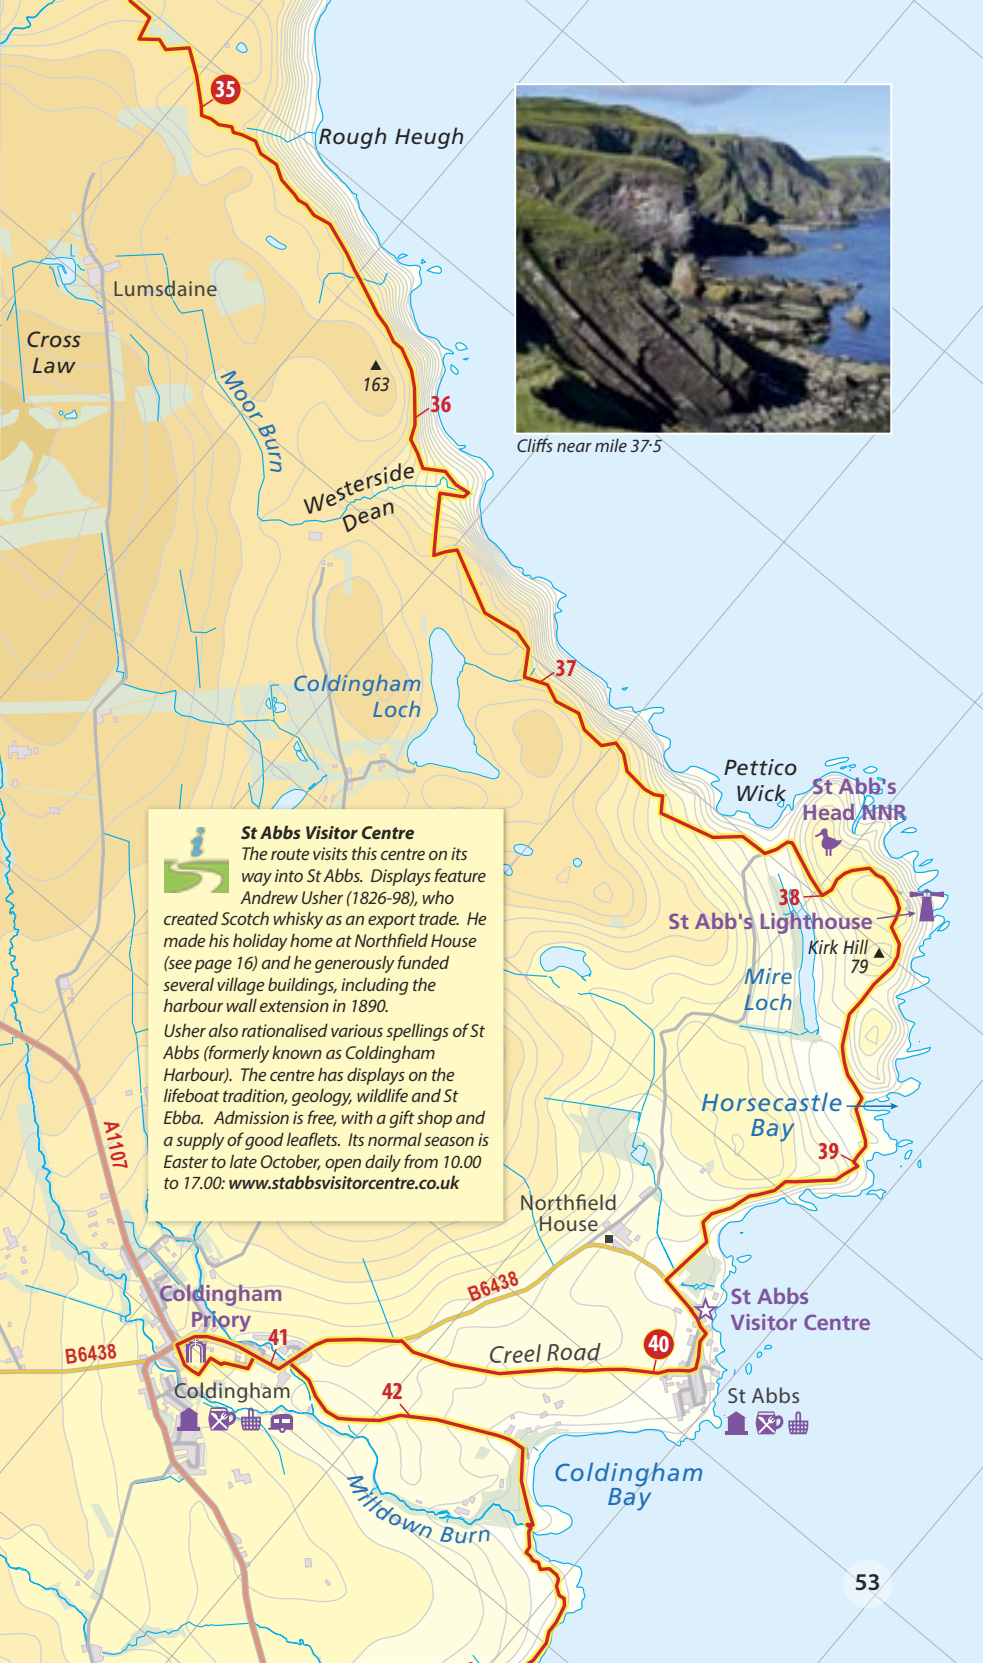 35
Rough Heugh
Lumsdaine
Cross
Law
163
Moor Burn
36
Cliffs near mile 37·5
Westerside
Dean
37
Coldingham
Loch
Pettico
Wick
St Abb's
Head NNR
St Abbs Visitor Centre
The route visits this centre on its
way into St Abbs. Displays feature
Andrew Usher (1826-98), who
created Scotch whisky as an export trade. He
made his holiday home at Northfield House
(see page 16) and he generously funded
several village buildings, including the
harbour wall extension in 1890.
Usher also rationalised various spellings of St
Abbs (formerly known as Coldingham
Harbour). The centre has displays on the
lifeboat tradition, geology, wildlife and St
Ebba. Admission is free, with a gift shop and
a supply of good leaflets. Its normal season is
Easter to late October, open daily from 10.00
to 17.00: www.stabbsvisitorcentre.co.uk
38
St Abb's Lighthouse
Kirk Hill
79
Mire
Loch
Horsecastle
Bay
39
A1107
Northfield
House
B6438
Coldingham
Priory
St Abbs
Visitor Centre
41
40
B6438
Creel Road
Coldingham
42
St Abbs
Coldingham
Bay
Milldown Burn
53